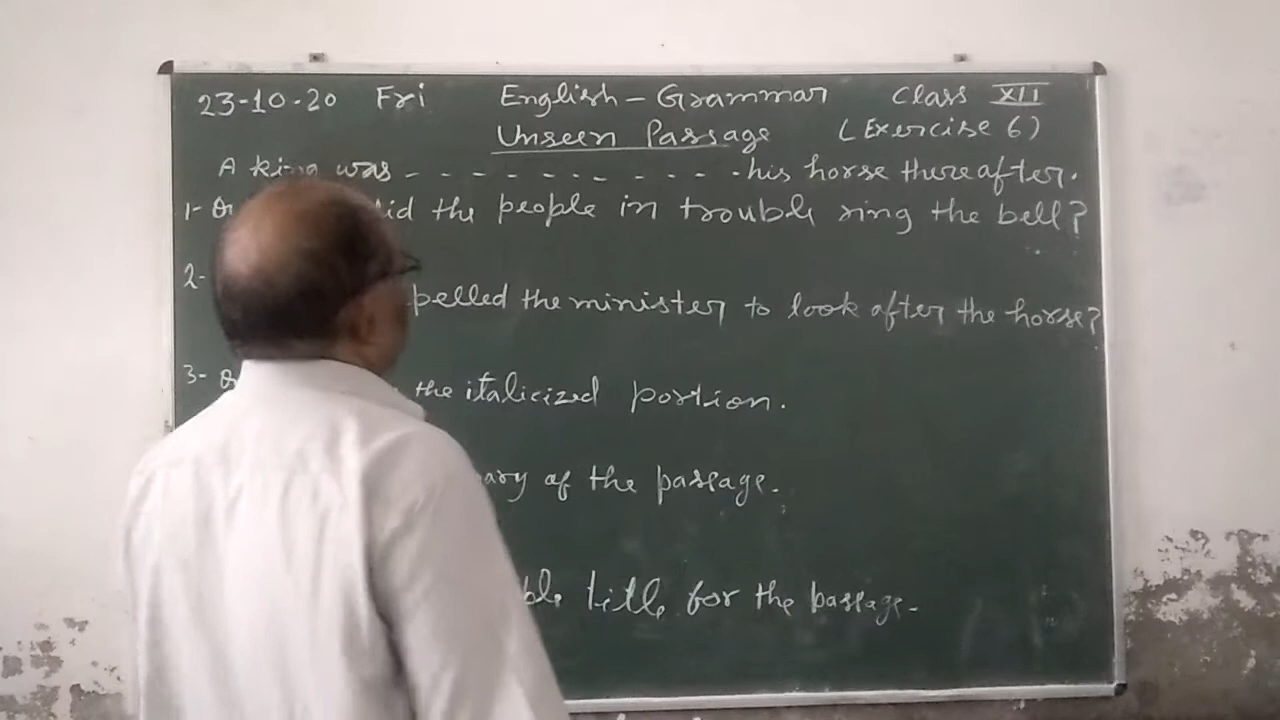 23-10-20 Fri English-Grammar Class XII
Unseen Passage (Exercise 6)
A king was - - - - - - - - - - - his horse thereafter.
1- did the people in trouble ring the bell?
2- pelled the minister to look after the horse?
3- the italicized portion.
ary of the passage.
ble title for the passage-